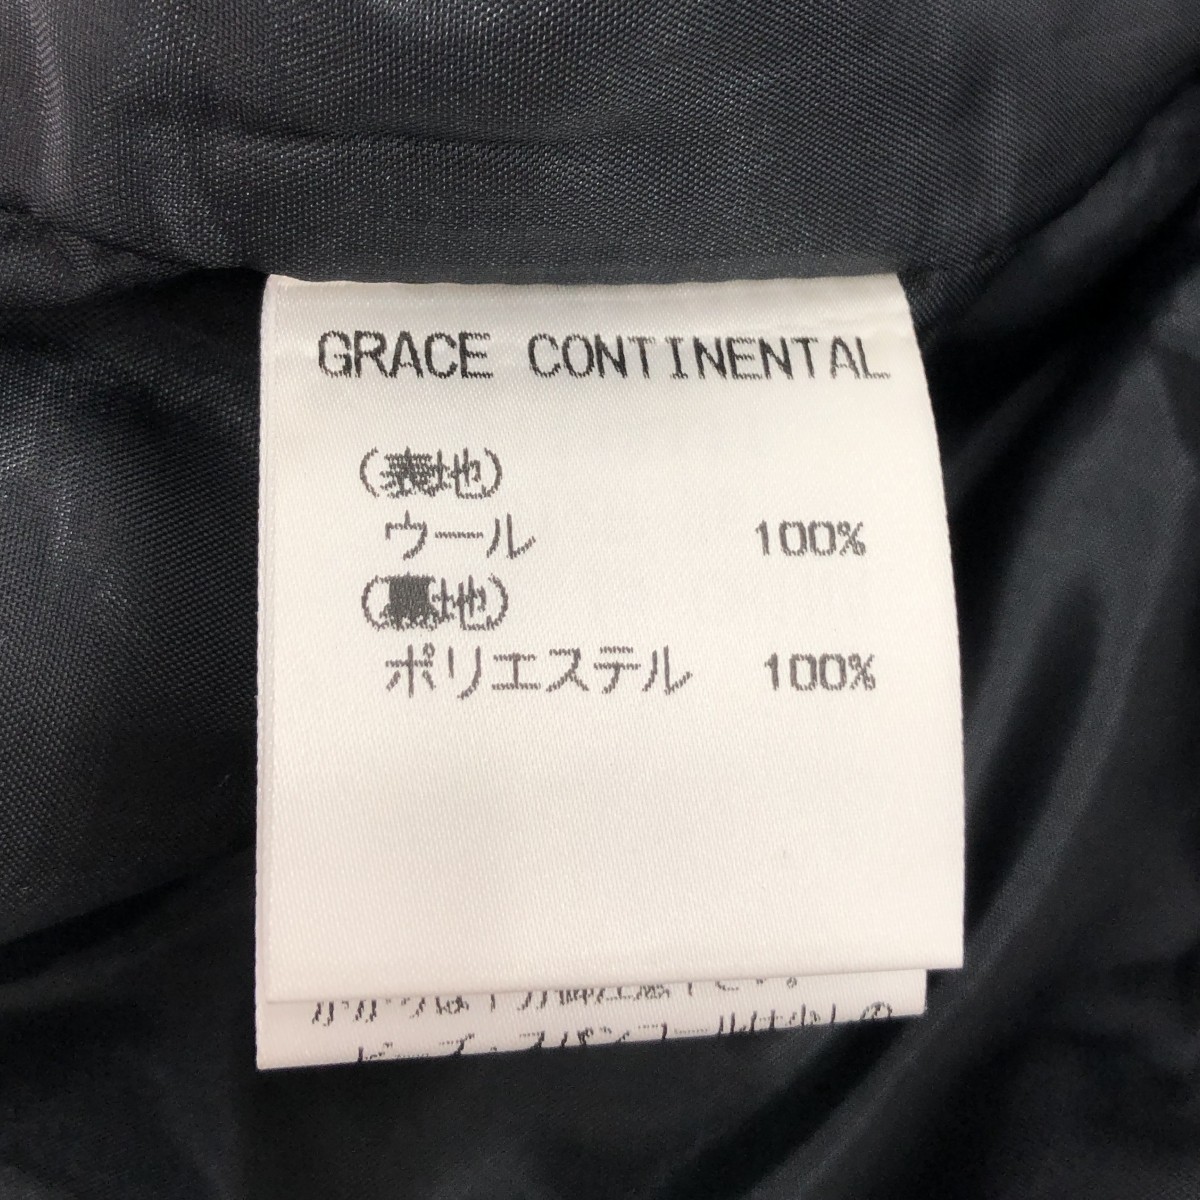 GRACE CONTINENTAL
(表地)
ウール 100%
(裏地)
ポリエステル 100%